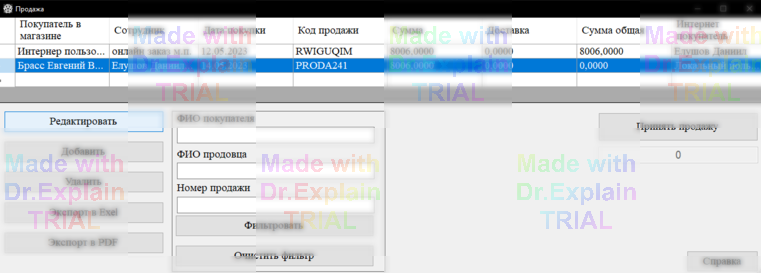 Продажа
Покупатель в магазине Сотрудник Дата покупки Код продажи Сумма Доставка Сумма общая Интернет покупатель
Интернер пользо... онлайн заказ м.п. 12.05.2023 RWIGUQIM 8006,0000 0,0000 8006,0000 Елушов Даниил
Брасс Евгений В... Елушов Даниил 14.05.2023 PRODA241 8006,0000 0,0000 0,0000 Локальный
Редактировать
Добавить
Удалить
Экспорт в Exel
Экспорт в PDF
ФИО покупателя
ФИО продовца
Номер продажи
Фильтровать
Очистить фильтр
Принять продажу
0
Справка
Made with
Dr.Explain
TRIAL
Made with
Dr.Explain
TRIAL
Made with
Dr.Explain
TRIAL
Made with
Dr.Explain
TRIAL
Made with
Dr.Explain
TRIAL
Made with
Dr.Explain
TRIAL